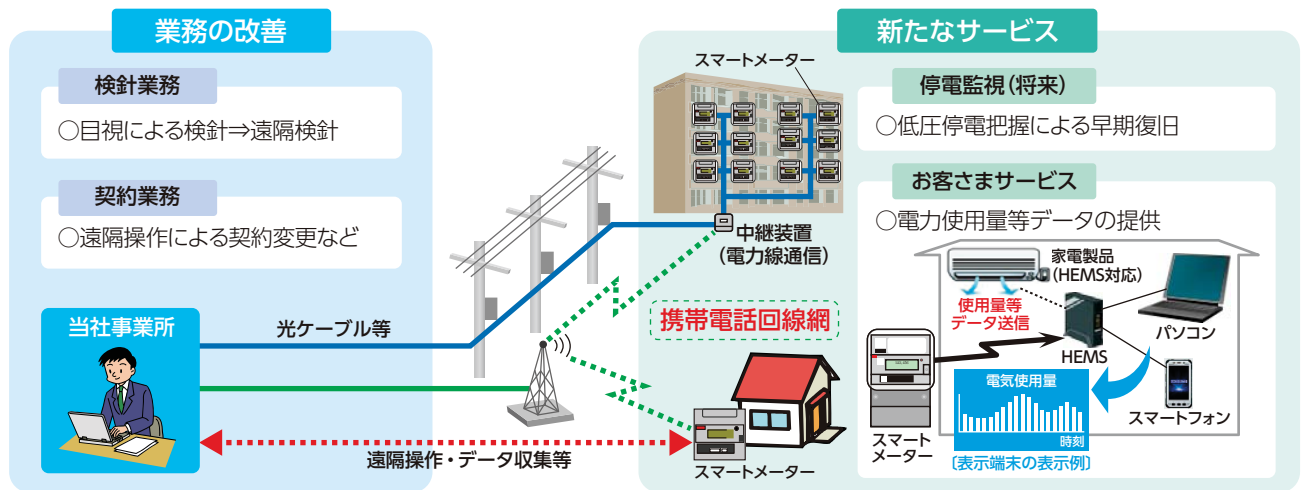 業務の改善
検針業務
○目視による検針⇒遠隔検針
契約業務
○遠隔操作による契約変更など
当社事業所
光ケーブル等
遠隔操作・データ収集等
新たなサービス
スマートメーター
中継装置
(電力線通信)
携帯電話回線網
スマートメーター
停電監視(将来)
○低圧停電把握による早期復旧
お客さまサービス
○電力使用量等データの提供
家電製品
(HEMS対応)
使用量等
データ送信
HEMS
パソコン
スマートフォン
スマート
メーター
電気使用量
時刻
〔表示端末の表示例〕